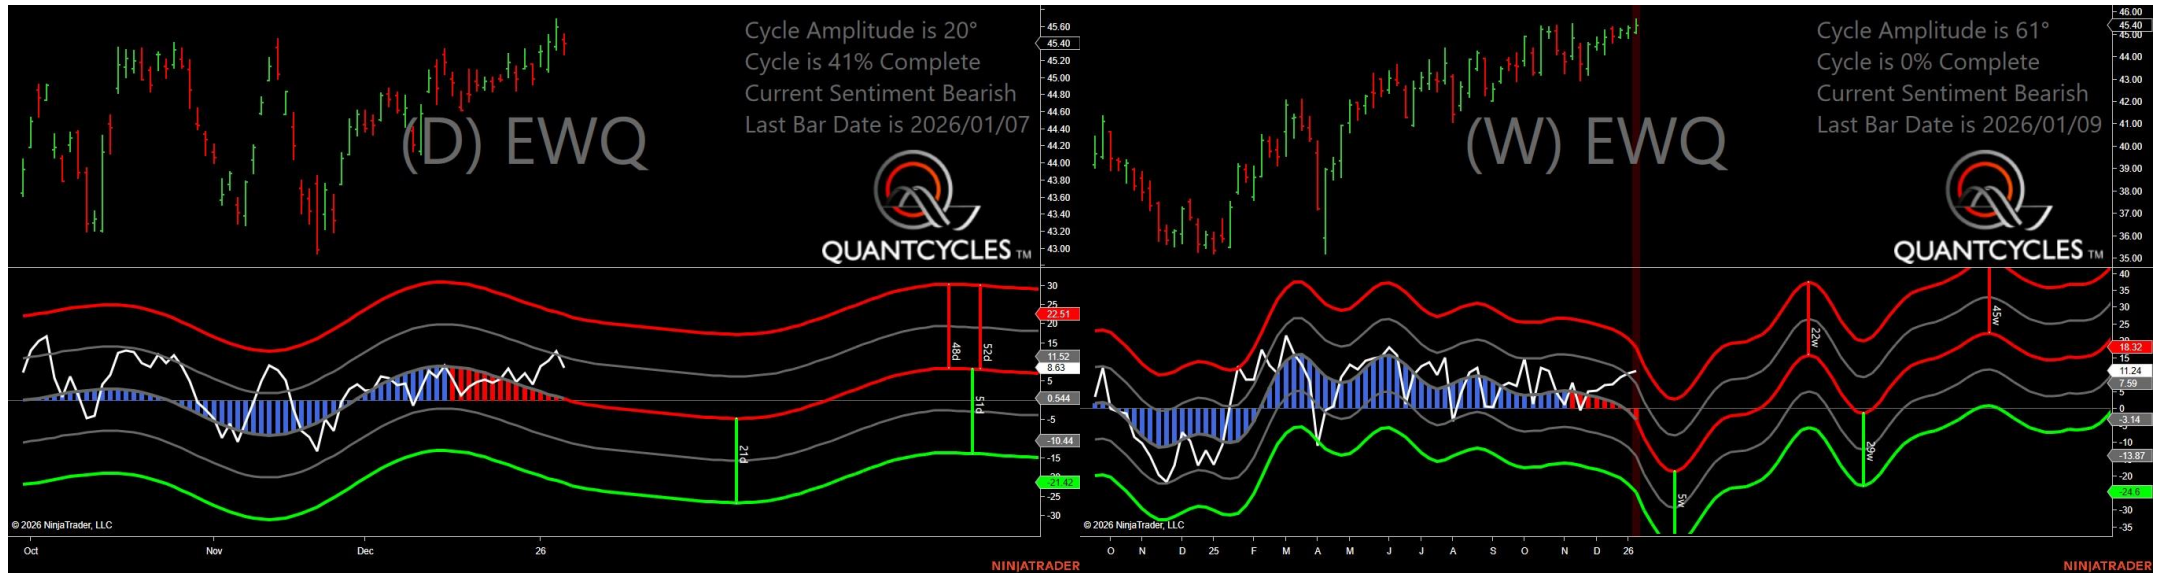 Cycle Amplitude is 20°
Cycle is 41% Complete
Current Sentiment Bearish
Last Bar Date is 2026/01/07
(D) EWQ
QUANTCYCLES TM
45.60
45.40
45.20
45.00
44.80
44.60
44.40
44.20
44.00
43.80
43.60
43.40
43.20
43.00
30
22.51
20
15
11.52
8.63
5
0.544
-5
-10.44
-15
-21.42
-25
-30
48d
52d
51d
21d
© 2026 NinjaTrader, LLC
Oct Nov Dec 26
NINJATRADER
Cycle Amplitude is 61°
Cycle is 0% Complete
Current Sentiment Bearish
Last Bar Date is 2026/01/09
(W) EWQ
QUANTCYCLES TM
46.00
45.40
44.00
43.00
42.00
41.00
40.00
39.00
38.00
37.00
36.00
35.00
40
35
30
25
20
18.32
15
11.24
7.59
5
0
-3.14
-10
-13.87
-20
-24.6
-30
-35
22w
45w
29w
5w
© 2026 NinjaTrader, LLC
O N D 25 F M A M J J A S O N D 26
NINJATRADER